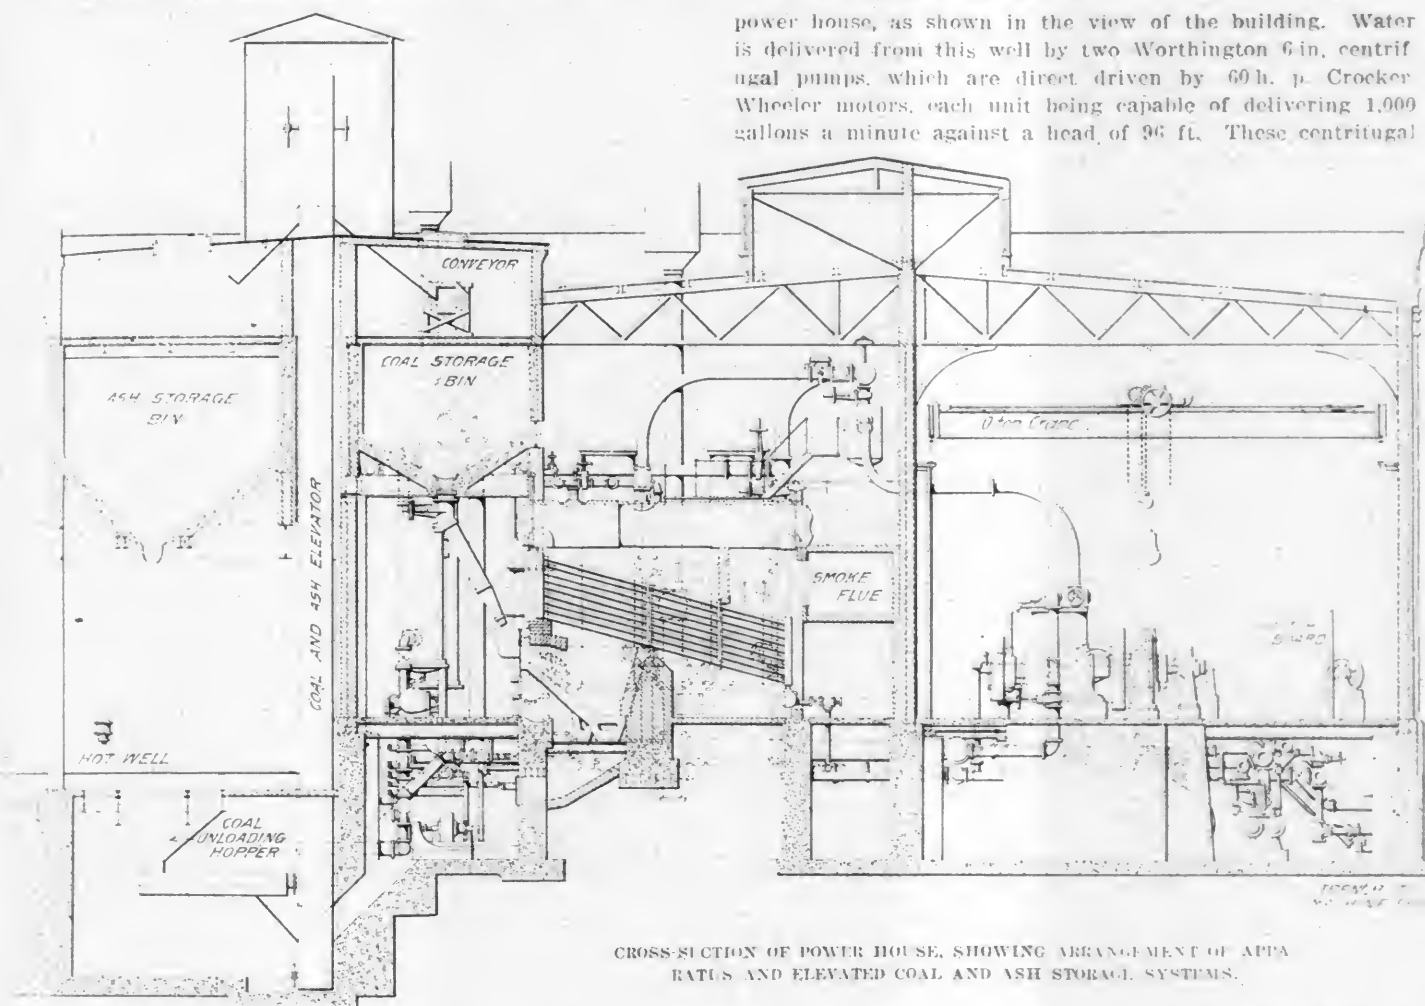 power house, as shown in the view of the building. Water
is delivered from this well by two Worthington 6 in. centrif
ugal pumps, which are direct driven by 60 h. p. Crocker
Wheeler motors, each unit being capable of delivering 1,000
gallons a minute against a head of 96 ft. These centrifugal
CONVEYOR
COAL STORAGE
BIN
ASH STORAGE
BIN
Crane
COAL AND ASH ELEVATOR
SMOKE
FLUE
HOT WELL
COAL
UNLOADING
HOPPER
CROSS-SECTION OF POWER HOUSE, SHOWING ARRANGEMENT OF APPA
RATUS AND ELEVATED COAL AND ASH STORAGE SYSTEMS.